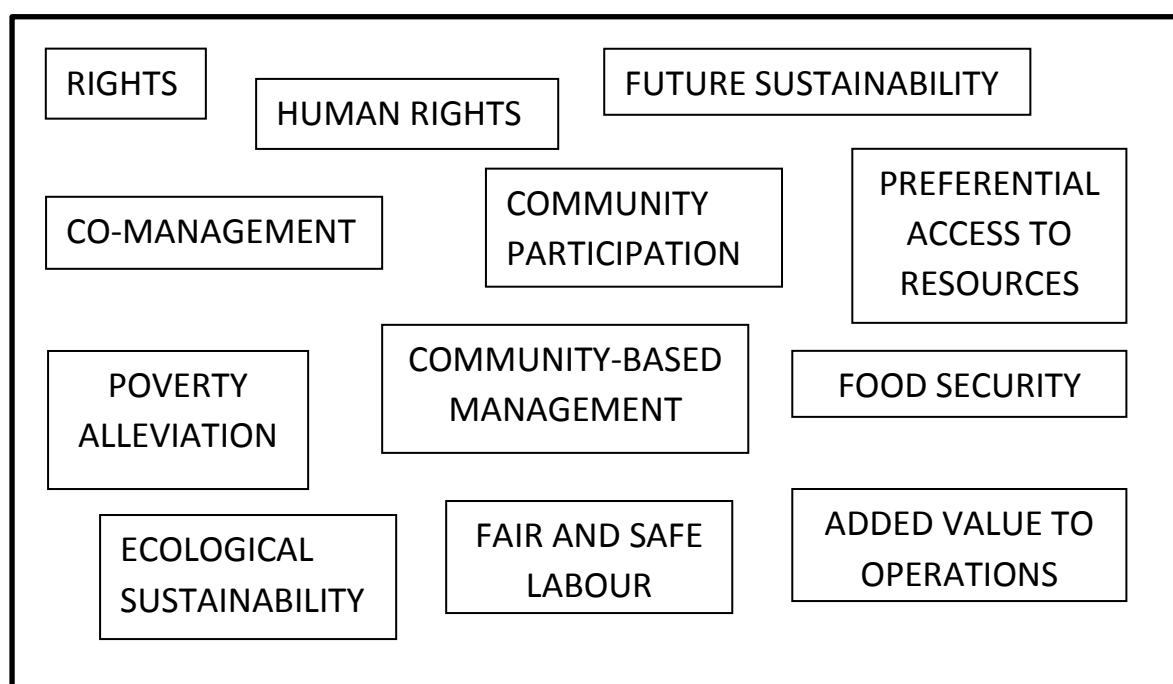 RIGHTS
HUMAN RIGHTS
FUTURE SUSTAINABILITY
CO-MANAGEMENT
COMMUNITY
PARTICIPATION
PREFERENTIAL
ACCESS TO
RESOURCES
POVERTY
ALLEVIATION
COMMUNITY-BASED
MANAGEMENT
FOOD SECURITY
ECOLOGICAL
SUSTAINABILITY
FAIR AND SAFE
LABOUR
ADDED VALUE TO
OPERATIONS